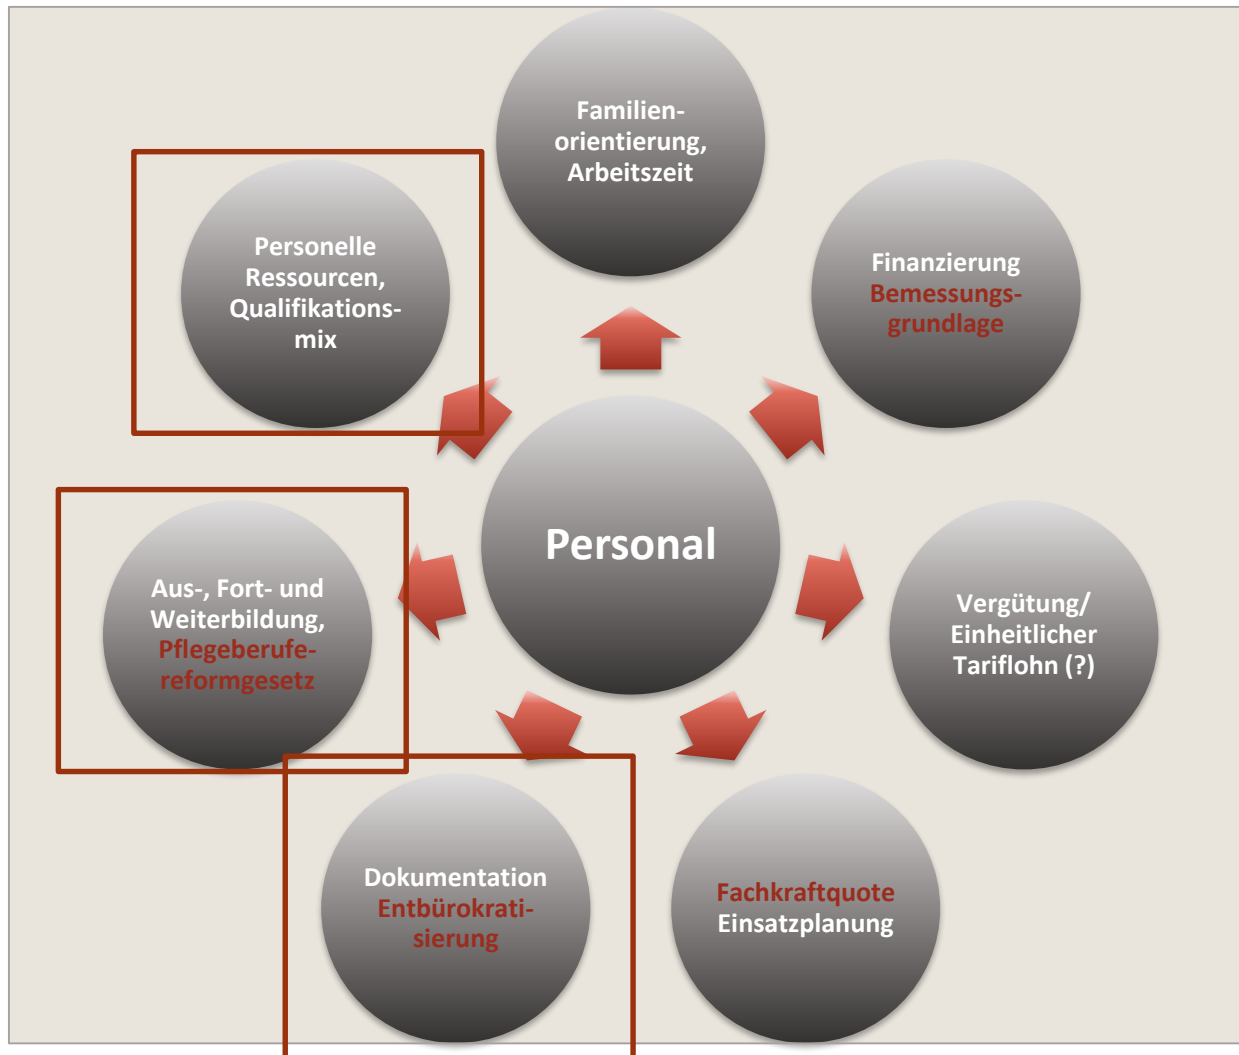 Familien-
orientierung,
Arbeitszeit
Personelle
Ressourcen,
Qualifikations-
mix
Finanzierung
Bemessungs-
grundlage
Personal
Aus-, Fort- und
Weiterbildung,
Pflegeberufe-
reformgesetz
Vergütung/
Einheitlicher
Tariflohn (?)
Dokumentation
Entbürokrati-
sierung
Fachkraftquote
Einsatzplanung